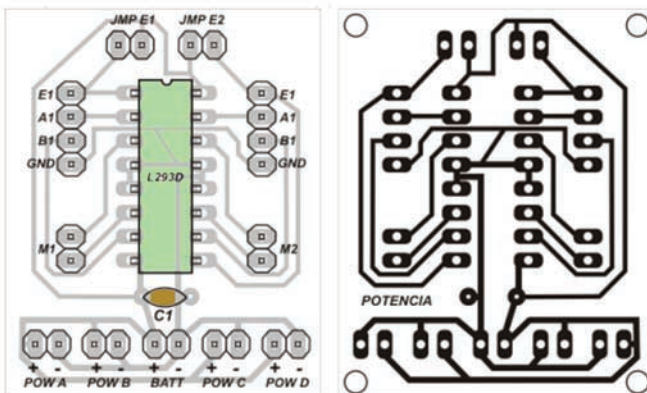 JMP E1 JMP E2
E1 E1
A1 A1
B1 B1
GND GND
L293D
M1 M2
C1
+ - + - + - + - + -
POW A POW B BATT POW C POW D
POTENCIA